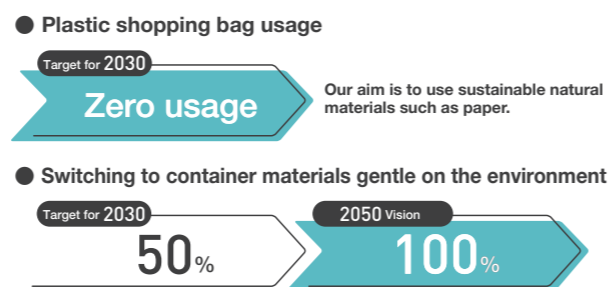 ● Plastic shopping bag usage
Target for 2030
Zero usage
Our aim is to use sustainable natural
materials such as paper.
● Switching to container materials gentle on the environment
Target for 2030
50%
2050 Vision
100%